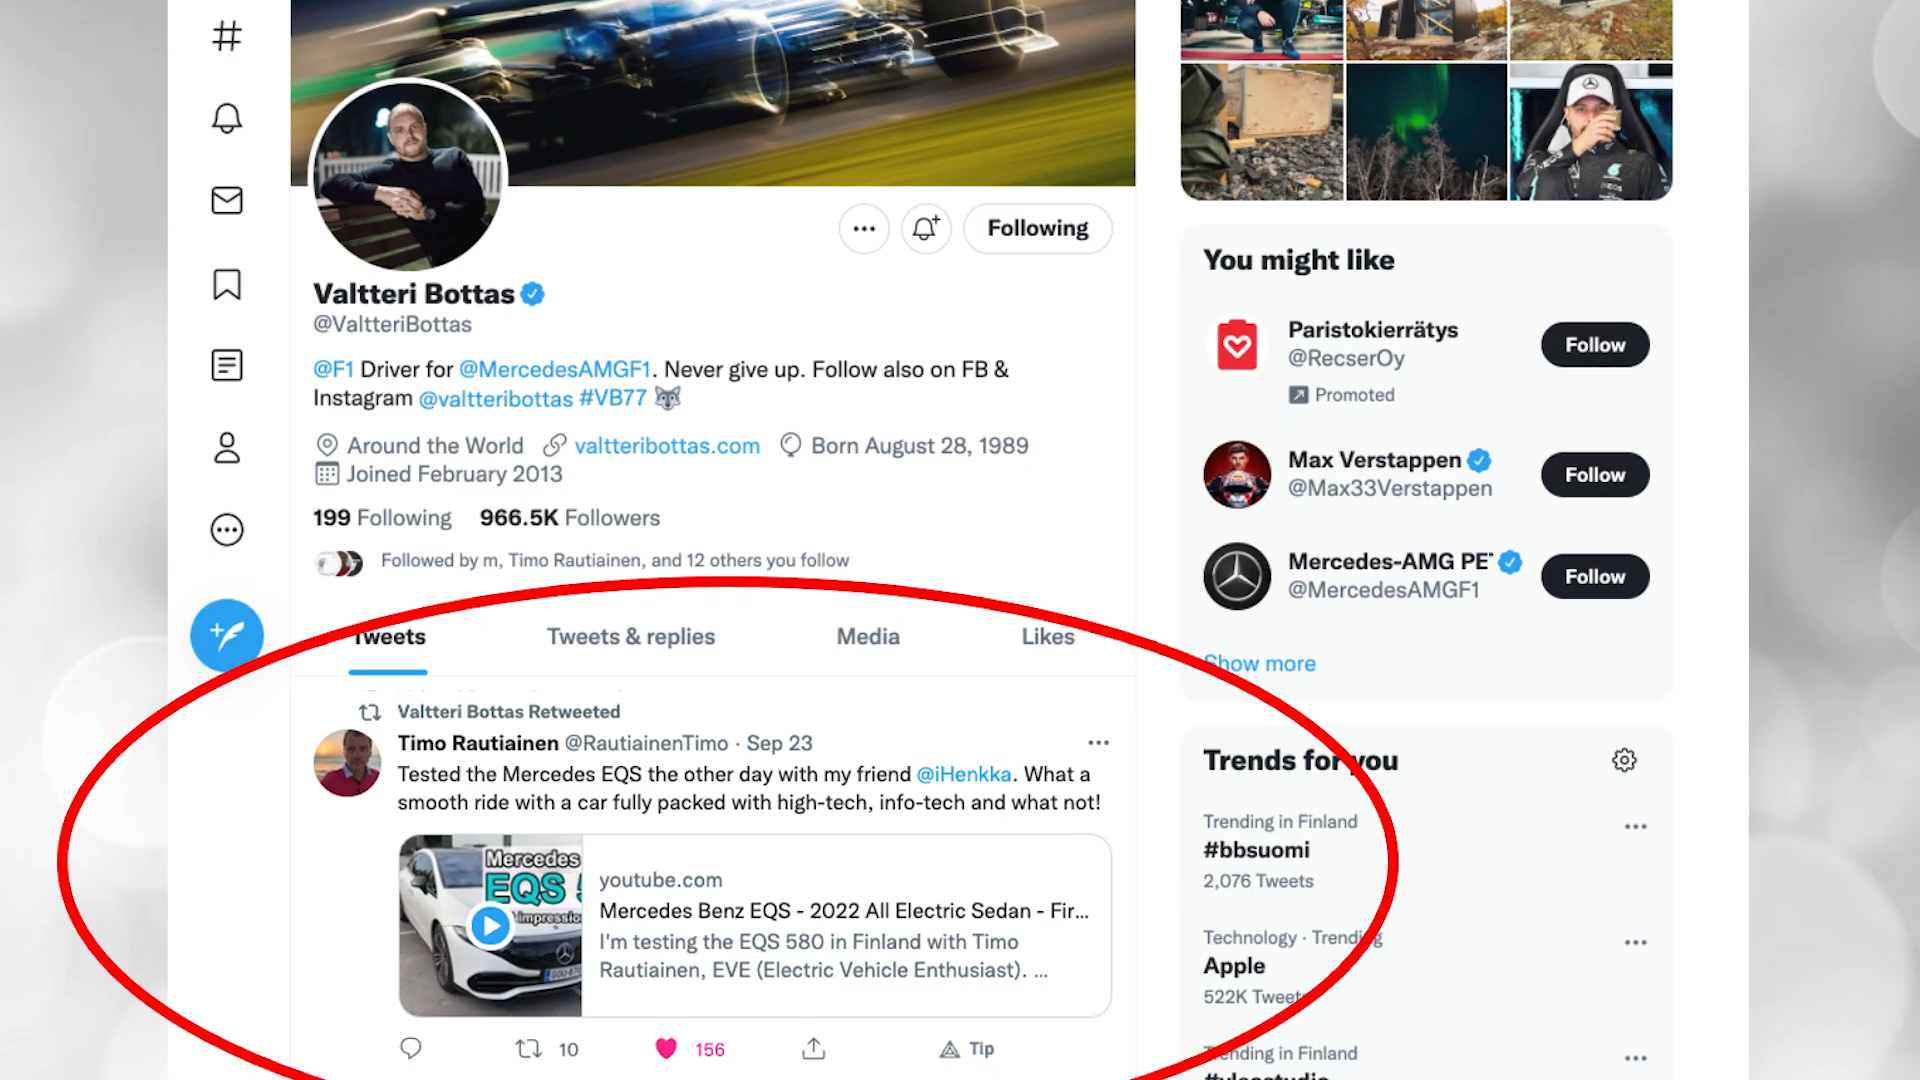 Following
Valtteri Bottas
@ValtteriBottas
@F1 Driver for @MercedesAMGF1. Never give up. Follow also on FB &
Instagram @valtteribottas #VB77
Around the World valtteribottas.com Born August 28, 1989
Joined February 2013
199 Following 966.5K Followers
Followed by m, Timo Rautiainen, and 12 others you follow
Tweets Tweets & replies Media Likes
Valtteri Bottas Retweeted
Timo Rautiainen @RautiainenTimo · Sep 23
Tested the Mercedes EQS the other day with my friend @iHenkka. What a
smooth ride with a car fully packed with high-tech, info-tech and what not!
Mercedes
EQS 5
impression
youtube.com
Mercedes Benz EQS - 2022 All Electric Sedan - Fir...
I'm testing the EQS 580 in Finland with Timo
Rautiainen, EVE (Electric Vehicle Enthusiast). ...
10 156 Tip
INEOS
You might like
Paristokierrätys
@RecserOy
Promoted
Follow
Max Verstappen
@Max33Verstappen
Follow
Mercedes-AMG PE
@MercedesAMGF1
Follow
Show more
Trends for you
Trending in Finland
#bbsuomi
2,076 Tweets
Technology · Trending
Apple
522K Tweets
Trending in Finland